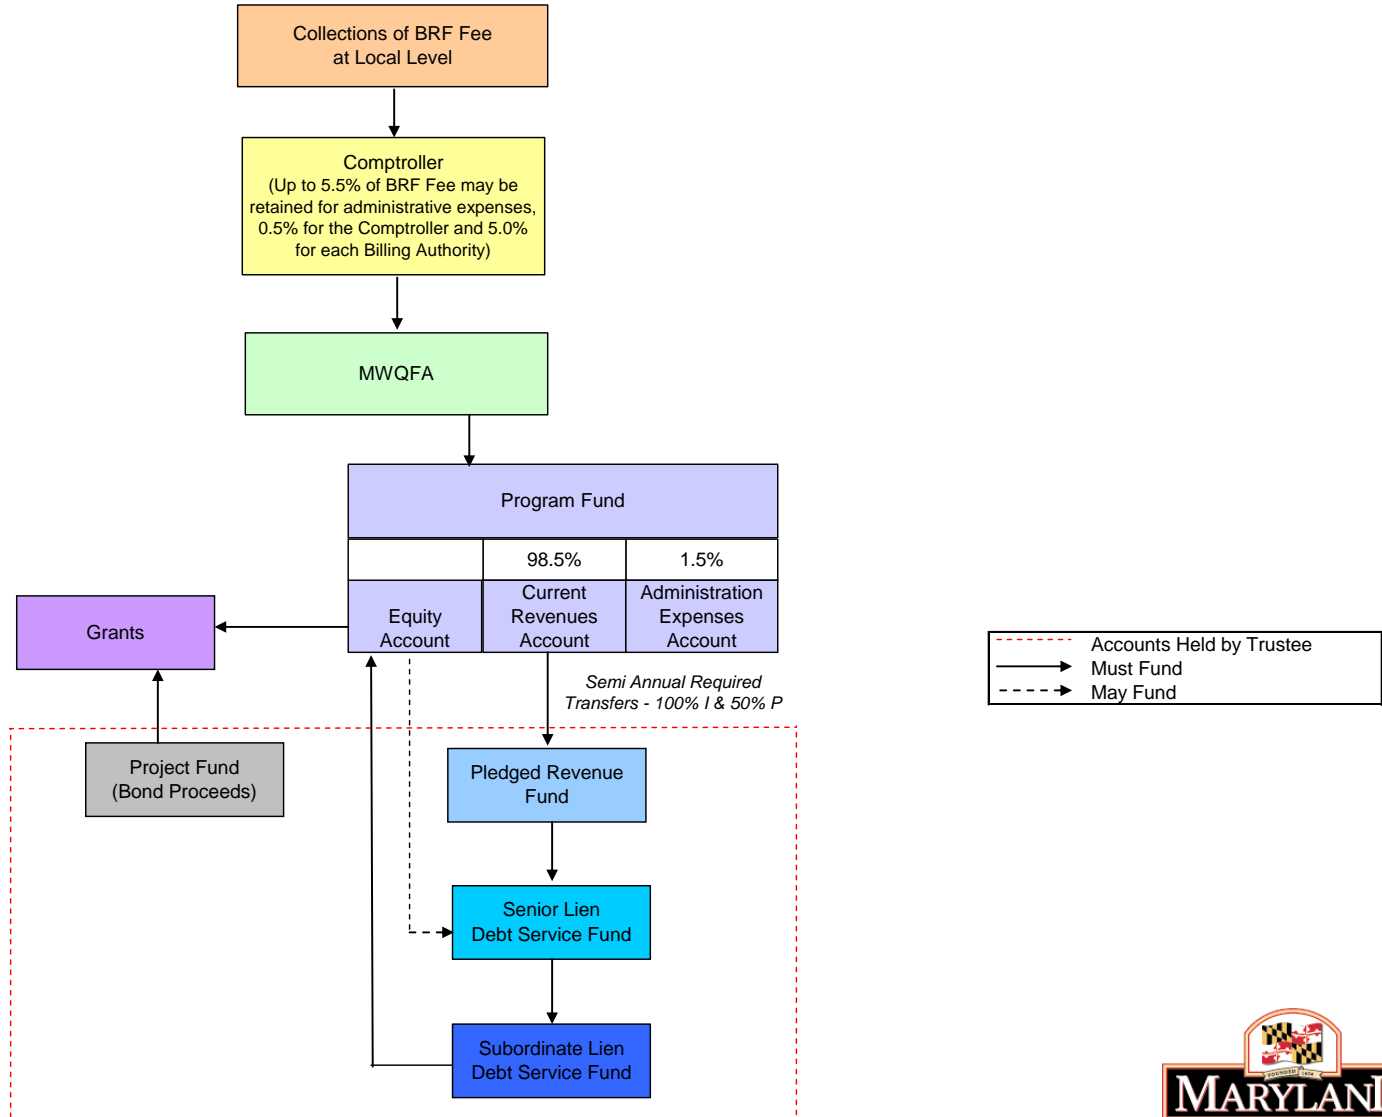 Collections of BRF Fee
at Local Level
Comptroller
(Up to 5.5% of BRF Fee may be
retained for administrative expenses,
0.5% for the Comptroller and 5.0%
for each Billing Authority)
MWQFA
Program Fund
98.5%
1.5%
Equity
Account
Current
Revenues
Account
Administration
Expenses
Account
Grants
Semi Annual Required
Transfers - 100% I & 50% P
Accounts Held by Trustee
Must Fund
May Fund
Project Fund
(Bond Proceeds)
Pledged Revenue
Fund
Senior Lien
Debt Service Fund
Subordinate Lien
Debt Service Fund
MARYLAN